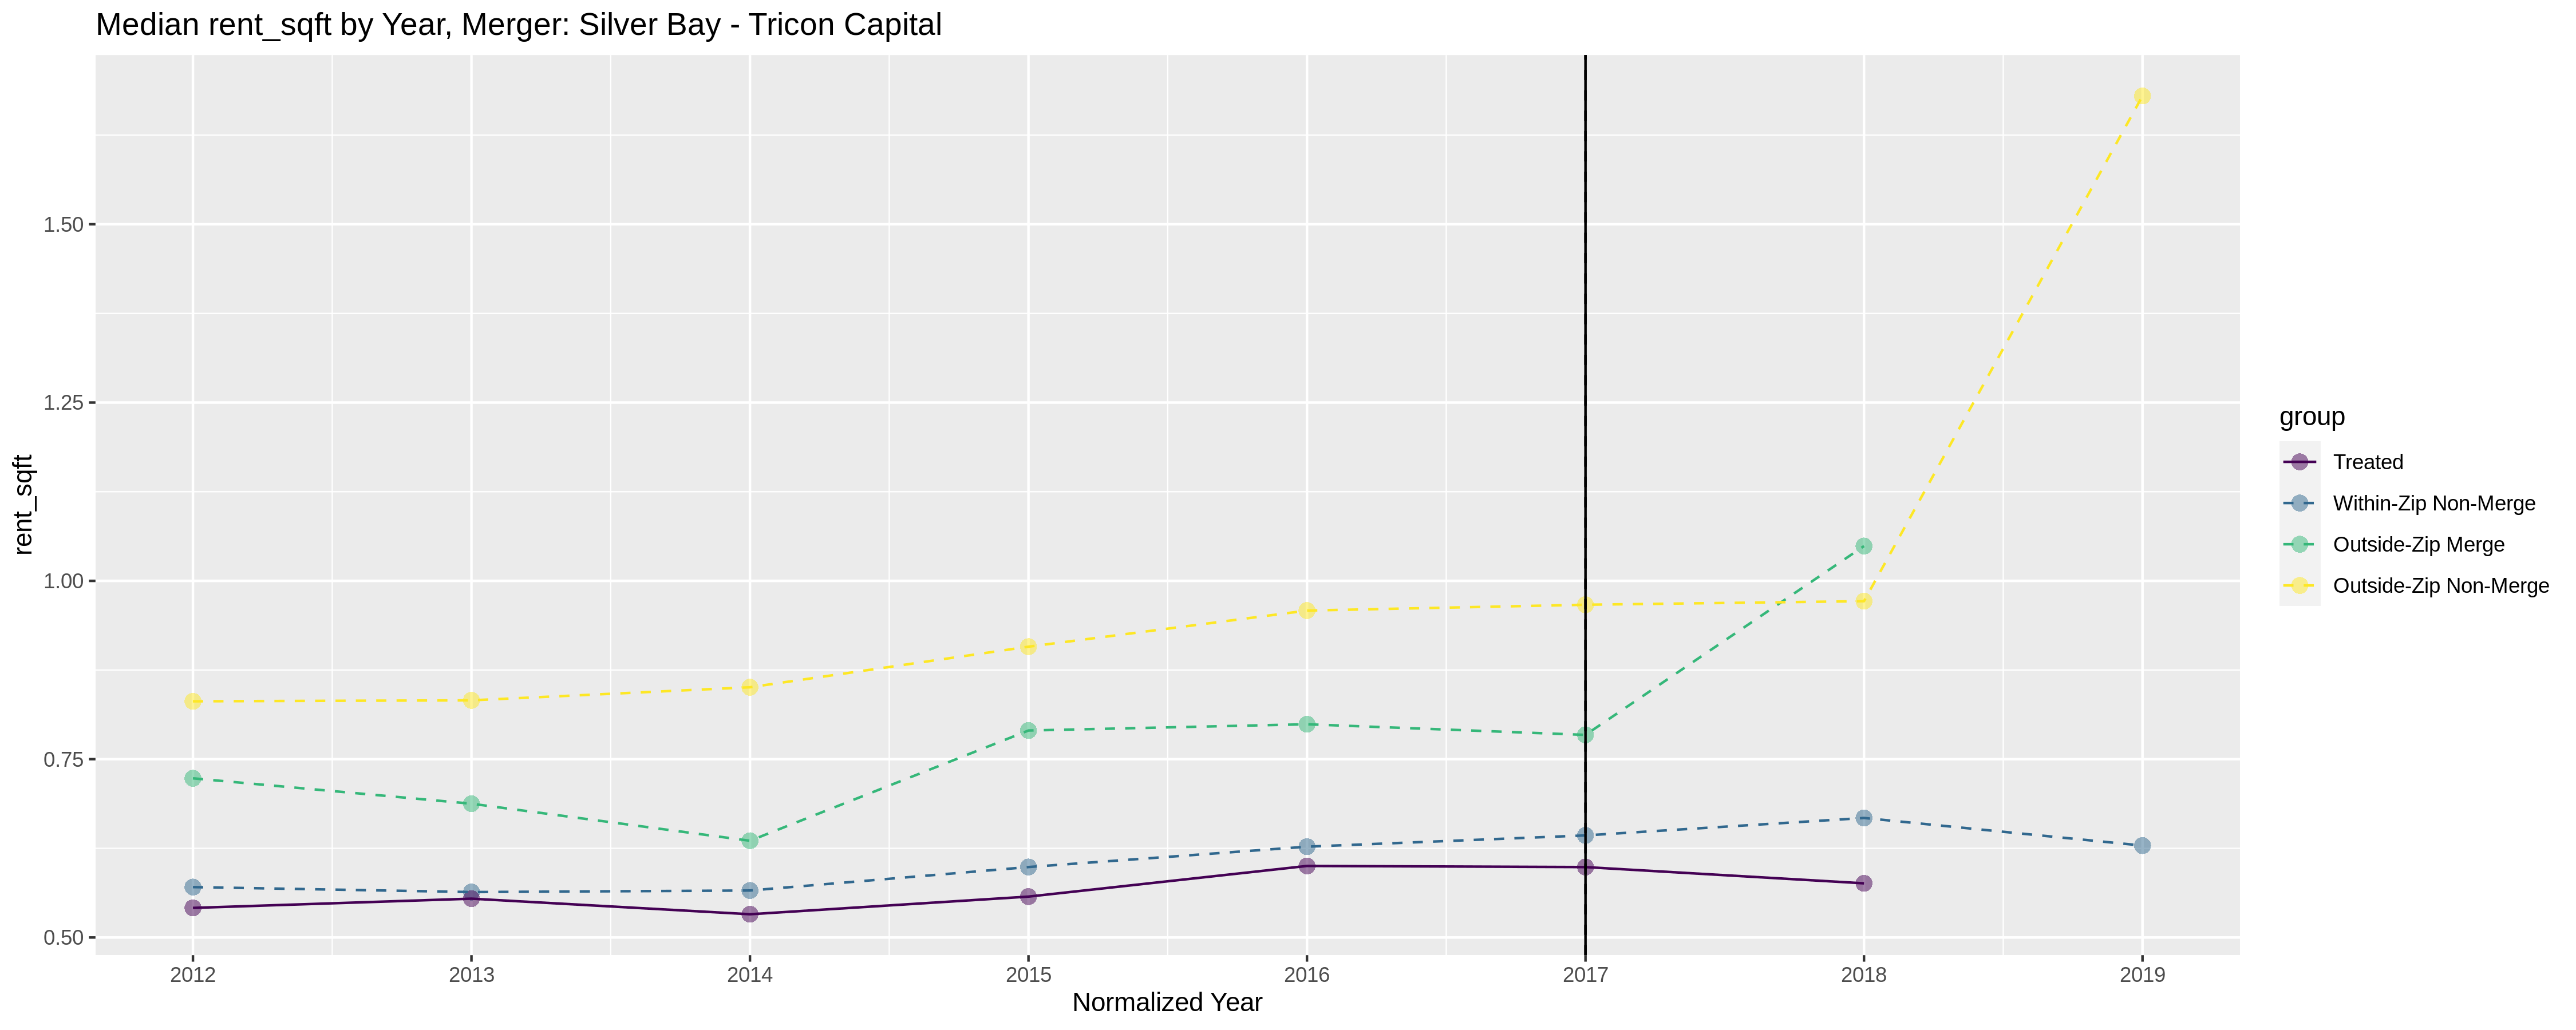 Median rent_sqft by Year, Merger: Silver Bay - Tricon Capital
rent_sqft
1.50
1.25
1.00
0.75
0.50
2012 2013 2014 2015 2016 2017 2018 2019
Normalized Year
group
Treated
Within-Zip Non-Merge
Outside-Zip Merge
Outside-Zip Non-Merge